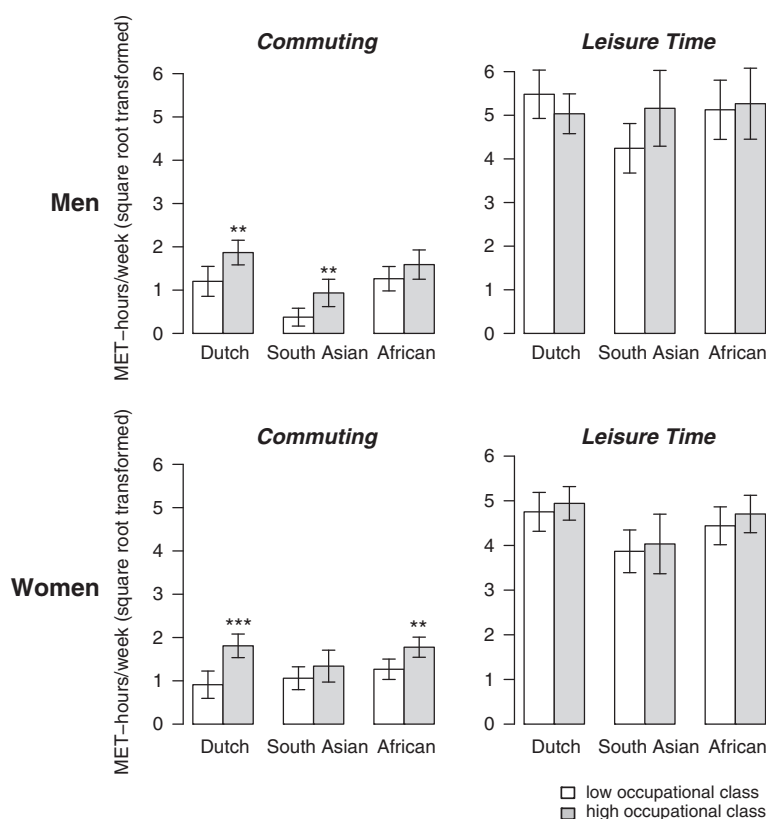 Commuting
Leisure Time
Men
MET−hours/week (square root transformed)
6
5
4
3
2
1
0
**
**
Dutch
South Asian
African
6
5
4
3
2
1
0
Dutch
South Asian
African
Commuting
Leisure Time
Women
MET−hours/week (square root transformed)
6
5
4
3
2
1
0
***
**
Dutch
South Asian
African
6
5
4
3
2
1
0
Dutch
South Asian
African
low occupational class
high occupational class